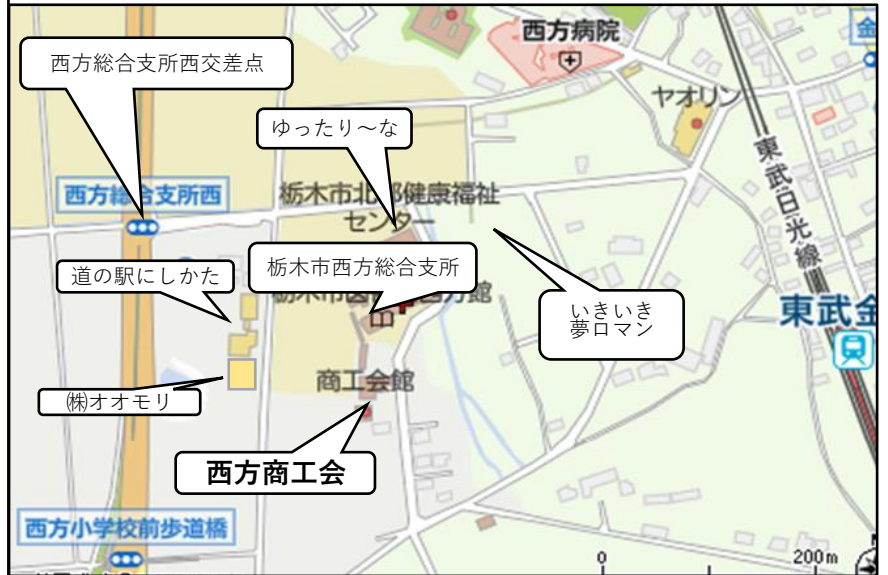 西方病院
金
西方総合支所西交差点
ヤオリン
ゆったり～な
東武日光線
西方総合支所西
栃木市北部健康福祉
センター
道の駅にしかた
栃木市西方総合支所
いきいき
夢ロマン
東武金
商工会館
㈱オオモリ
西方商工会
西方小学校前歩道橋
0
200m